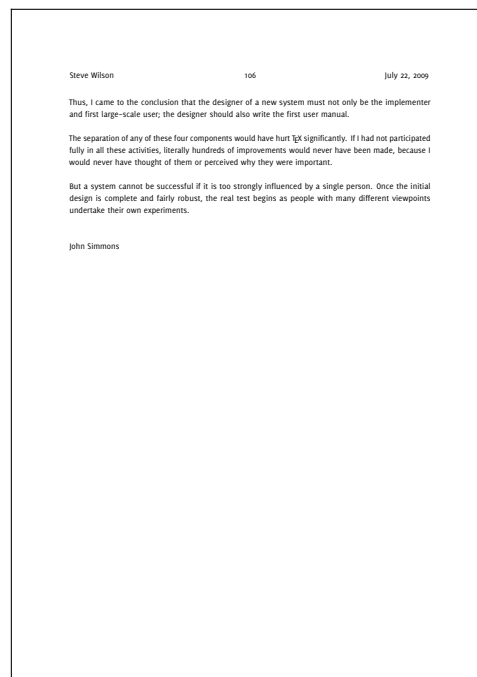 Steve Wilson 106 July 22, 2009
Thus, I came to the conclusion that the designer of a new system must not only be the implementer
and first large-scale user; the designer should also write the first user manual.
The separation of any of these four components would have hurt TEX significantly. If I had not participated
fully in all these activities, literally hundreds of improvements would never have been made, because I
would never have thought of them or perceived why they were important.
But a system cannot be successful if it is too strongly influenced by a single person. Once the initial
design is complete and fairly robust, the real test begins as people with many different viewpoints
undertake their own experiments.
John Simmons